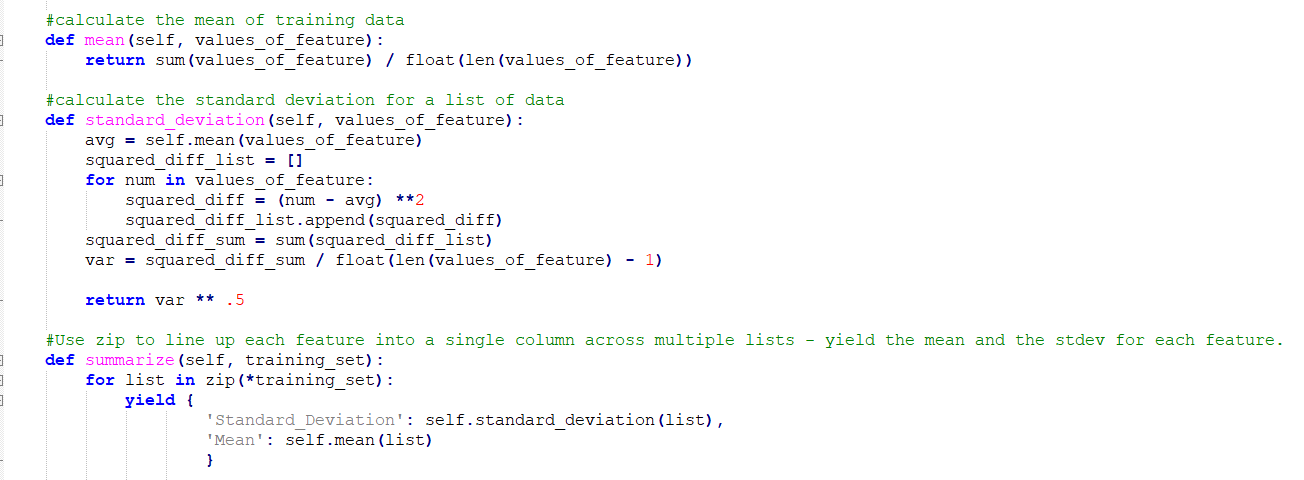 #calculate the mean of training data
def mean(self, values_of_feature):
return sum(values_of_feature) / float(len(values_of_feature))
#calculate the standard deviation for a list of data
def standard_deviation(self, values_of_feature):
avg = self.mean(values_of_feature)
squared_diff_list = []
for num in values_of_feature:
squared_diff = (num - avg) **2
squared_diff_list.append(squared_diff)
squared_diff_sum = sum(squared_diff_list)
var = squared_diff_sum / float(len(values_of_feature) - 1)
return var ** .5
#Use zip to line up each feature into a single column across multiple lists - yield the mean and the stdev for each feature.
def summarize(self, training_set):
for list in zip(*training_set):
yield {
'Standard_Deviation': self.standard_deviation(list),
'Mean': self.mean(list)
}